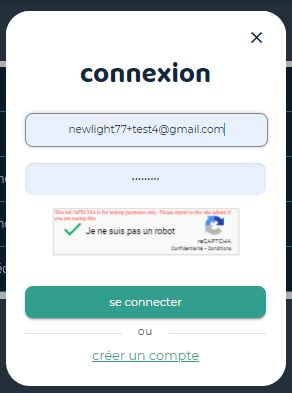 connexion
newlight77+test4@gmail.com
•••••••••
This reCAPTCHA is for testing purposes only. Please report to the site admin if
you are seeing this.
Je ne suis pas un robot
reCAPTCHA
Confidentialité - Conditions
se connecter
ou
créer un compte